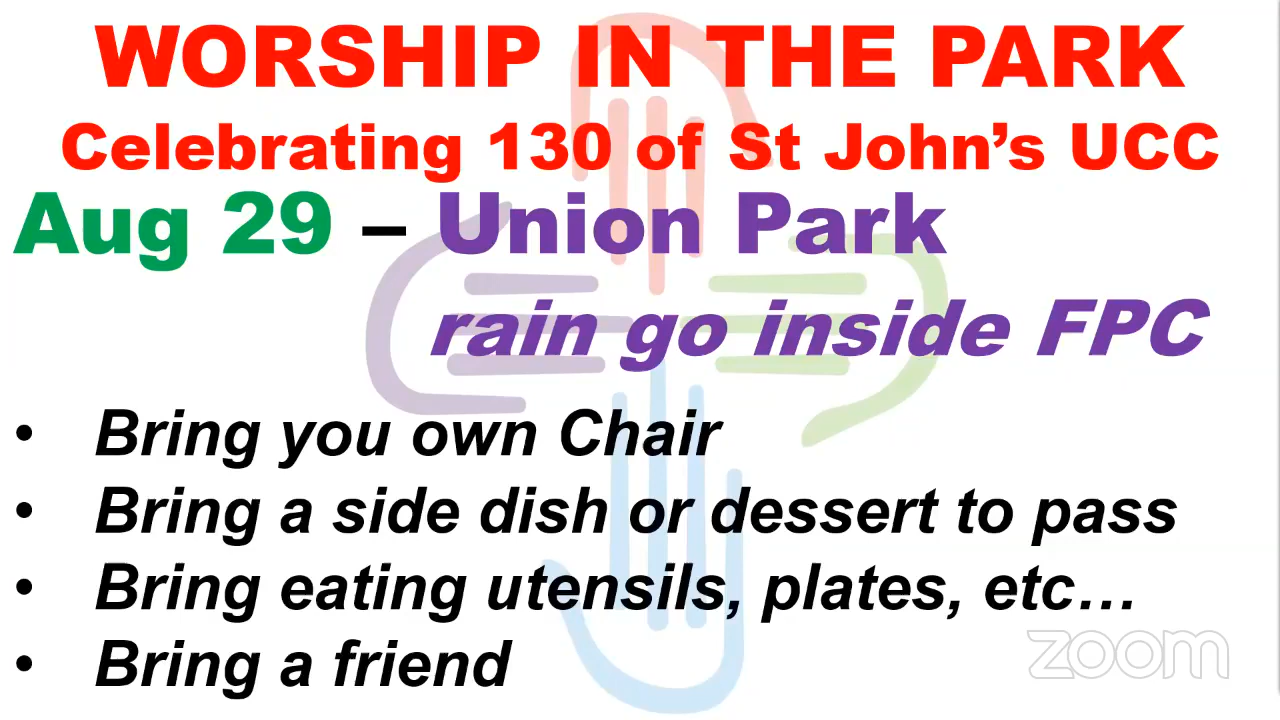 WORSHIP IN THE PARK
Celebrating 130 of St John’s UCC
Aug 29 – Union Park
rain go inside FPC
• Bring you own Chair
• Bring a side dish or dessert to pass
• Bring eating utensils, plates, etc…
• Bring a friend
zoom